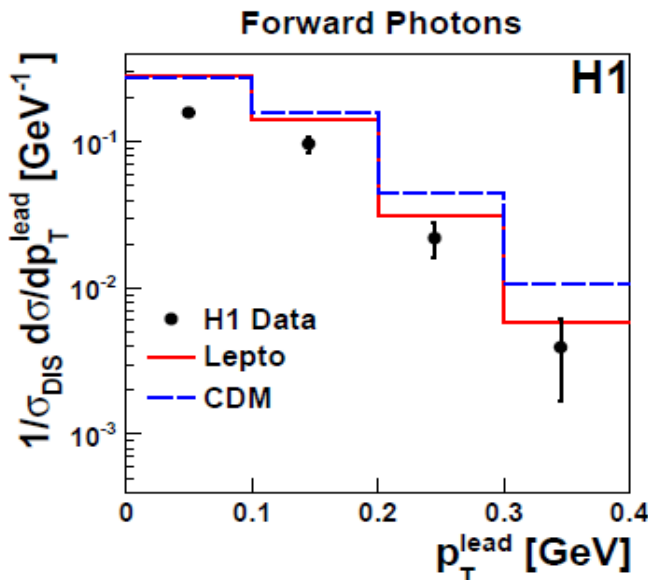 Forward Photons
H1
1/σ_DIS dσ/dp_T^lead [GeV⁻¹]
10⁻¹
10⁻²
10⁻³
H1 Data
Lepto
CDM
0 0.1 0.2 0.3 0.4
p_T^lead [GeV]